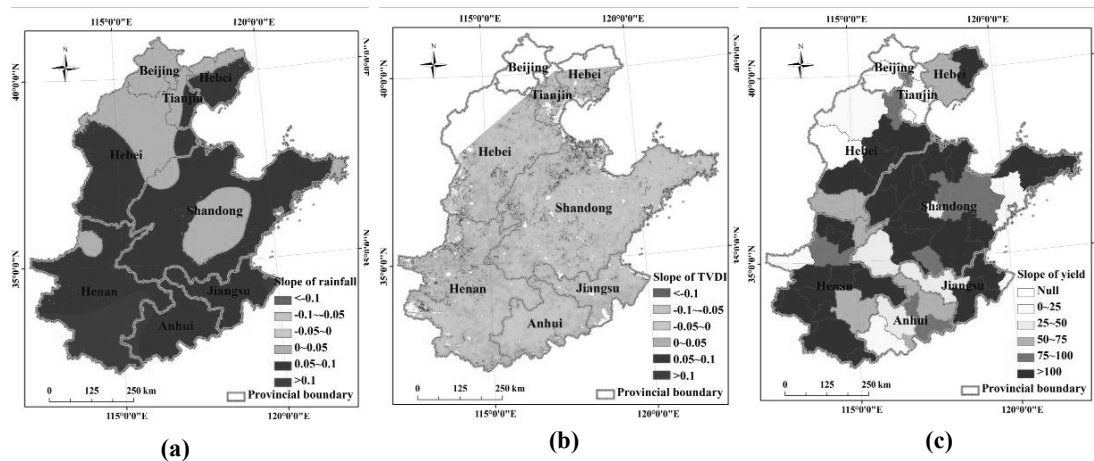 115°0'0"E 120°0'0"E
N
40°0'0"N
35°0'0"N
Beijing
Hebei
Tianjin
Hebei
Shandong
Henan
Jiangsu
Anhui
Slope of rainfall
<-0.1
-0.1~-0.05
-0.05~0
0~0.05
0.05~0.1
>0.1
Provincial boundary
0 125 250 km
115°0'0"E 120°0'0"E
(a)
115°0'0"E 120°0'0"E
N
40°0'0"N
35°0'0"N
Beijing
Hebei
Tianjin
Hebei
Shandong
Henan
Jiangsu
Anhui
Slope of TVDI
<-0.1
-0.1~-0.05
-0.05~0
0~0.05
0.05~0.1
>0.1
Provincial boundary
0 125 250 km
115°0'0"E 120°0'0"E
(b)
115°0'0"E 120°0'0"E
N
40°0'0"N
35°0'0"N
Beijing
Hebei
Tianjin
Hebei
Shandong
Henan
Jiangsu
Anhui
Slope of yield
Null
0~25
25~50
50~75
75~100
>100
Provincial boundary
0 125 250 km
115°0'0"E 120°0'0"E
(c)